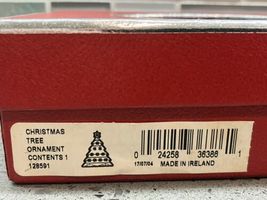 CHRISTMAS
TREE
ORNAMENT
CONTENTS 1
128591
0 24258 36386 1
17/07/04 MADE IN IRELAND